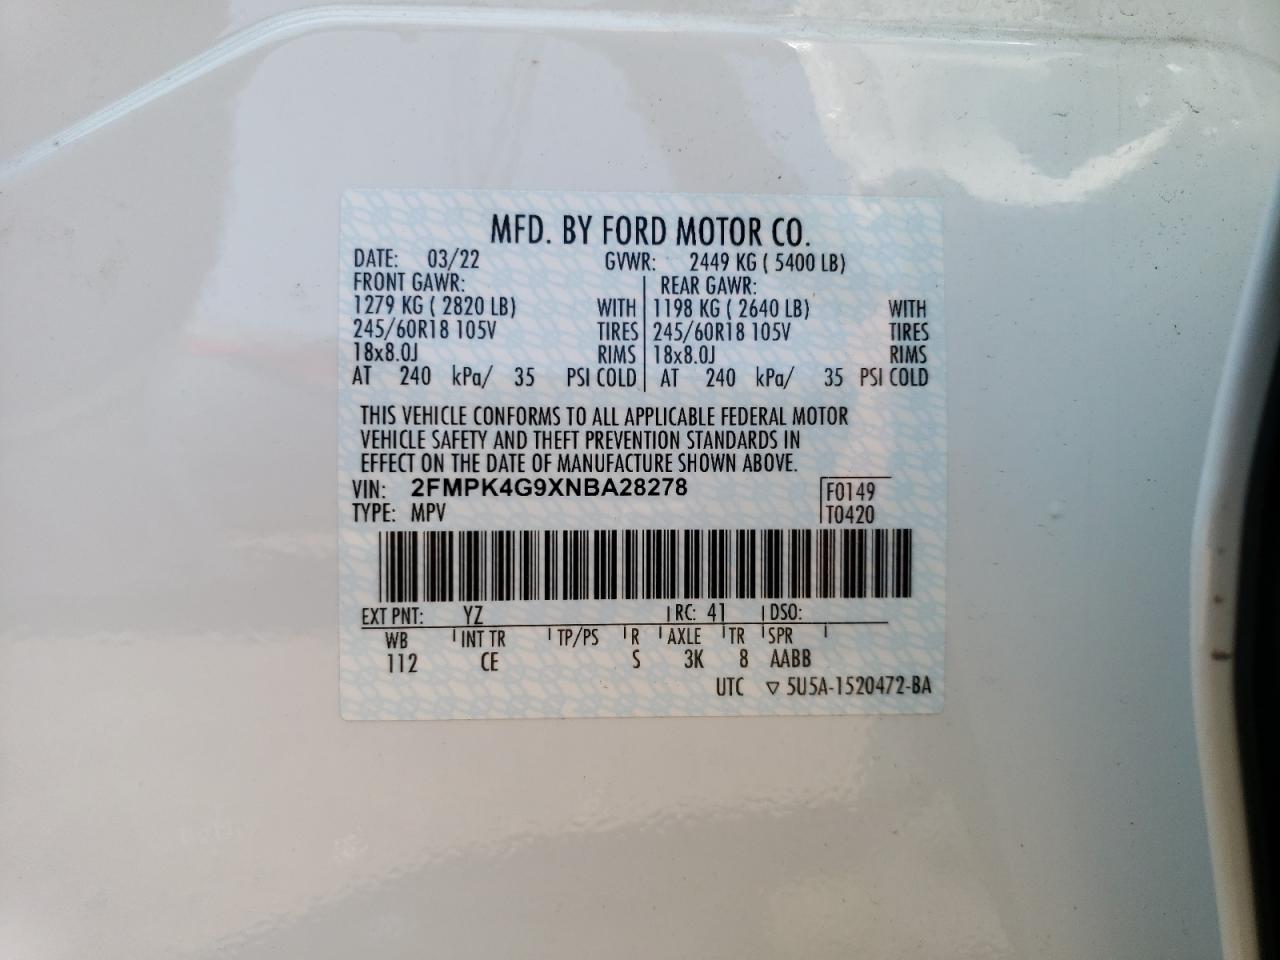 MFD. BY FORD MOTOR CO.
DATE: 03/22 GVWR: 2449 KG ( 5400 LB)
FRONT GAWR: REAR GAWR:
1279 KG ( 2820 LB) WITH 1198 KG ( 2640 LB) WITH
245/60R18 105V TIRES 245/60R18 105V TIRES
18x8.0J RIMS 18x8.0J RIMS
AT 240 kPa/ 35 PSI COLD AT 240 kPa/ 35 PSI COLD
THIS VEHICLE CONFORMS TO ALL APPLICABLE FEDERAL MOTOR
VEHICLE SAFETY AND THEFT PREVENTION STANDARDS IN
EFFECT ON THE DATE OF MANUFACTURE SHOWN ABOVE.
VIN: 2FMPK4G9XNBA28278 F0149
TYPE: MPV T0420
EXT PNT: YZ RC: 41 DSO:
WB INT TR TP/PS R AXLE TR SPR
112 CE S 3K 8 AABB
UTC ▽ 5U5A-1520472-BA